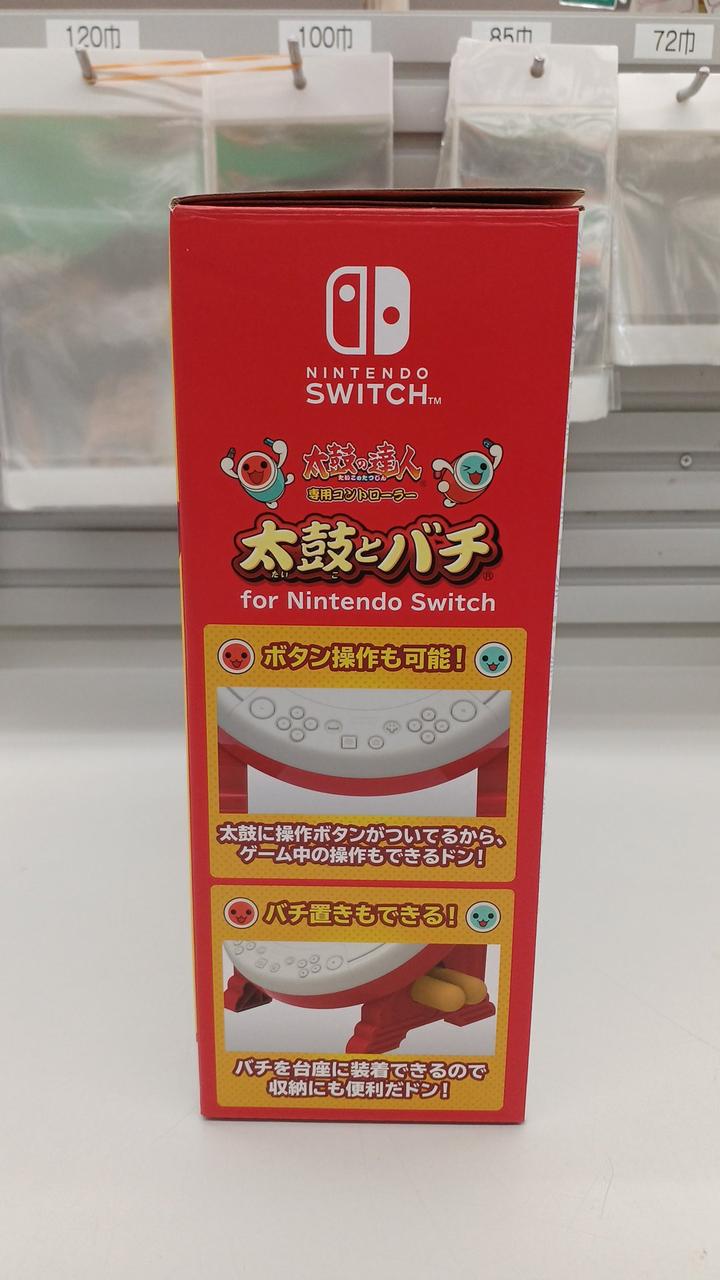 120巾
100巾
85巾
72巾
NINTENDO
SWITCH™
太鼓の達人®
たいこのたつじん
専用コントローラー
太鼓とバチ®
たいこ
for Nintendo Switch
ボタン操作も可能!
太鼓に操作ボタンがついてるから、
ゲーム中の操作もできるドン!
バチ置きもできる!
バチを台座に装着できるので
収納にも便利だドン!